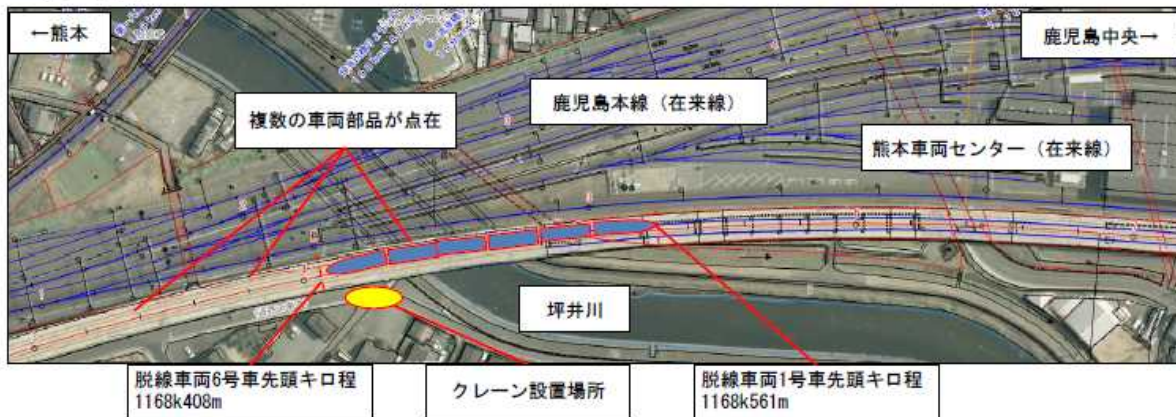 ←熊本
鹿児島中央→
複数の車両部品が点在
鹿児島本線（在来線）
熊本車両センター（在来線）
坪井川
脱線車両6号車先頭キロ程
1168k408m
クレーン設置場所
脱線車両1号車先頭キロ程
1168k561m